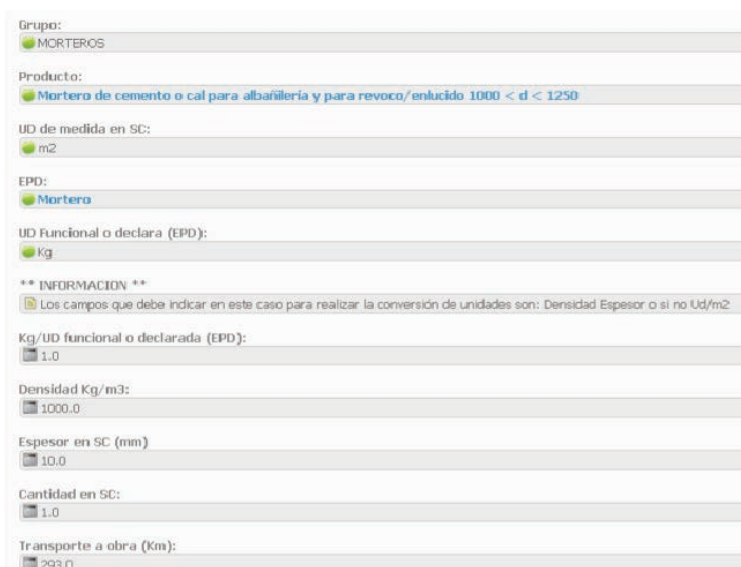 Grupo:
MORTEROS
Producto:
Mortero de cemento o cal para albañilería y para revoco/enlucido 1000 < d < 1250
UD de medida en SC:
m2
EPD:
Mortero
UD Funcional o declara (EPD):
Kg
** INFORMACION **
Los campos que debe indicar en este caso para realizar la conversión de unidades son: Densidad Espesor o si no Ud/m2
Kg/UD funcional o declarada (EPD):
1.0
Densidad Kg/m3:
1000.0
Espesor en SC (mm)
10.0
Cantidad en SC:
1.0
Transporte a obra (Km):
293.0